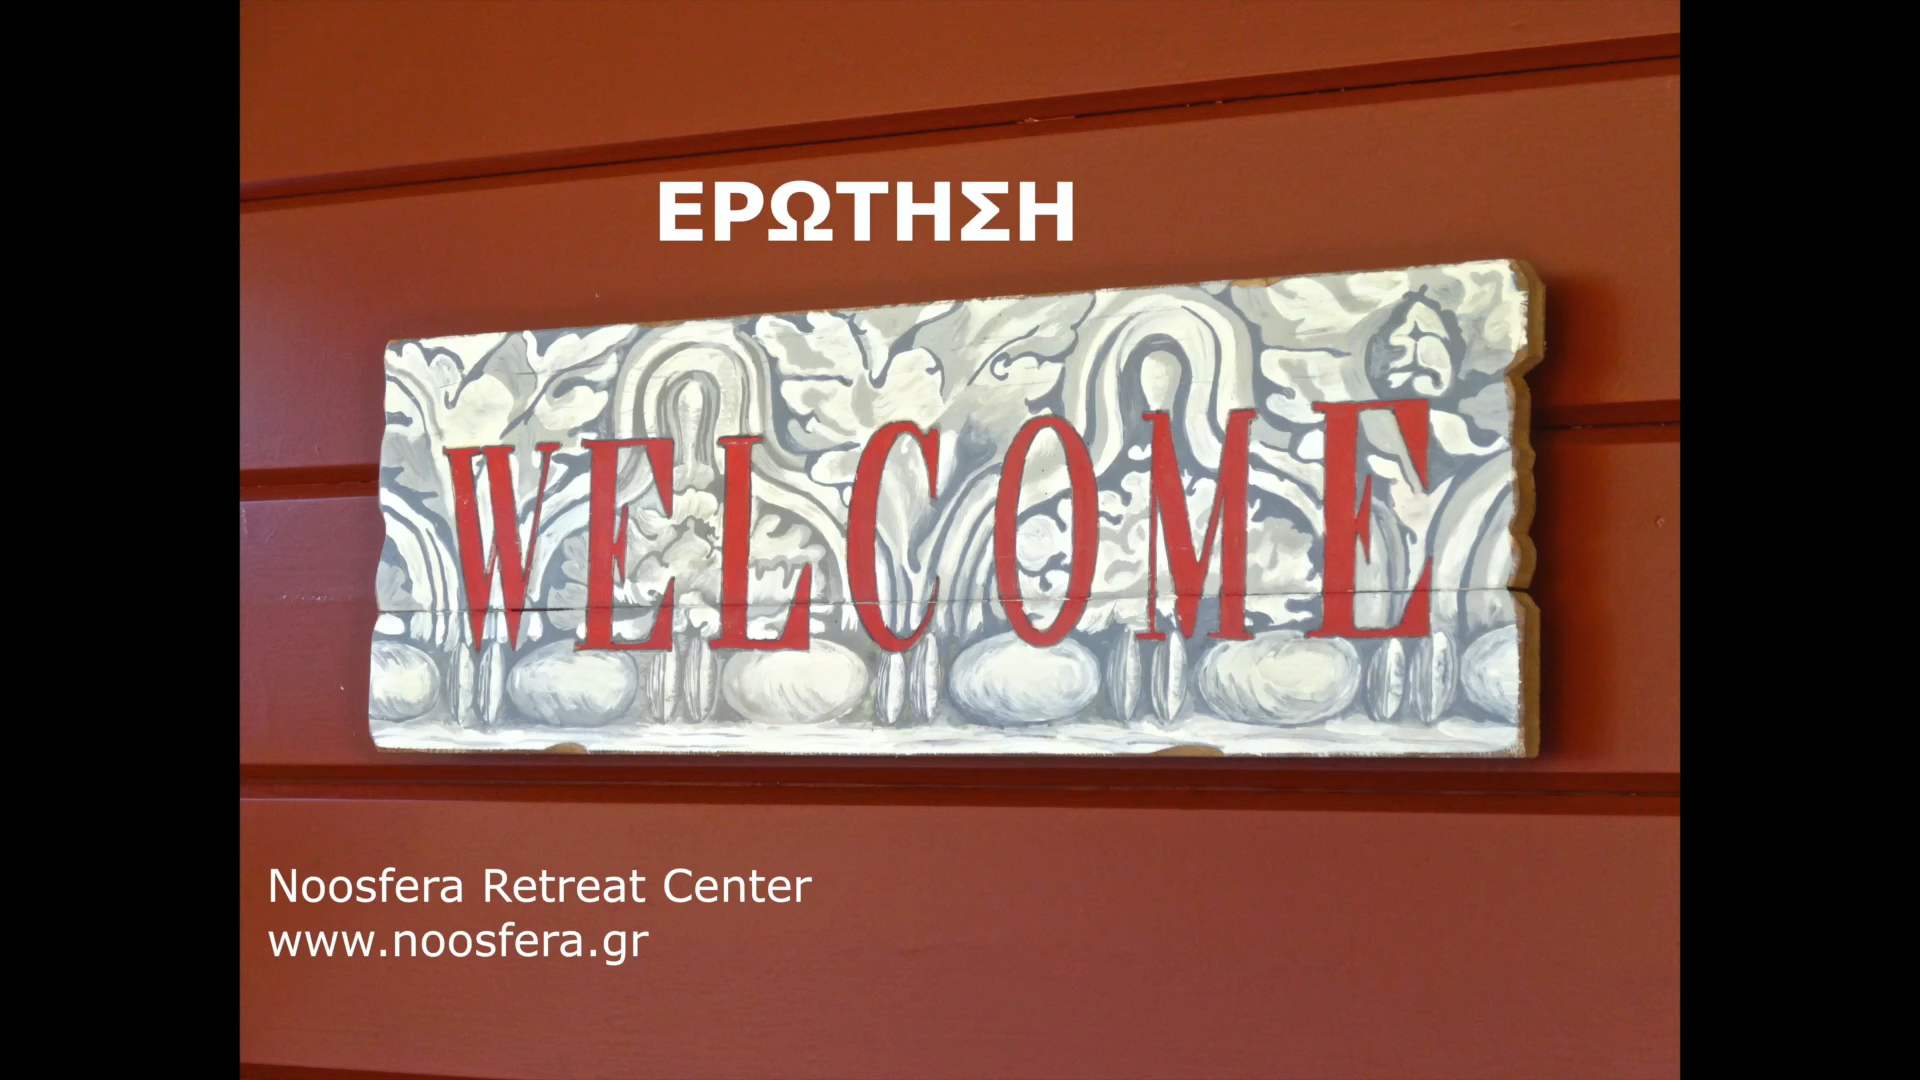 ΕΡΩΤΗΣΗ
WELCOME
Noosfera Retreat Center
www.noosfera.gr